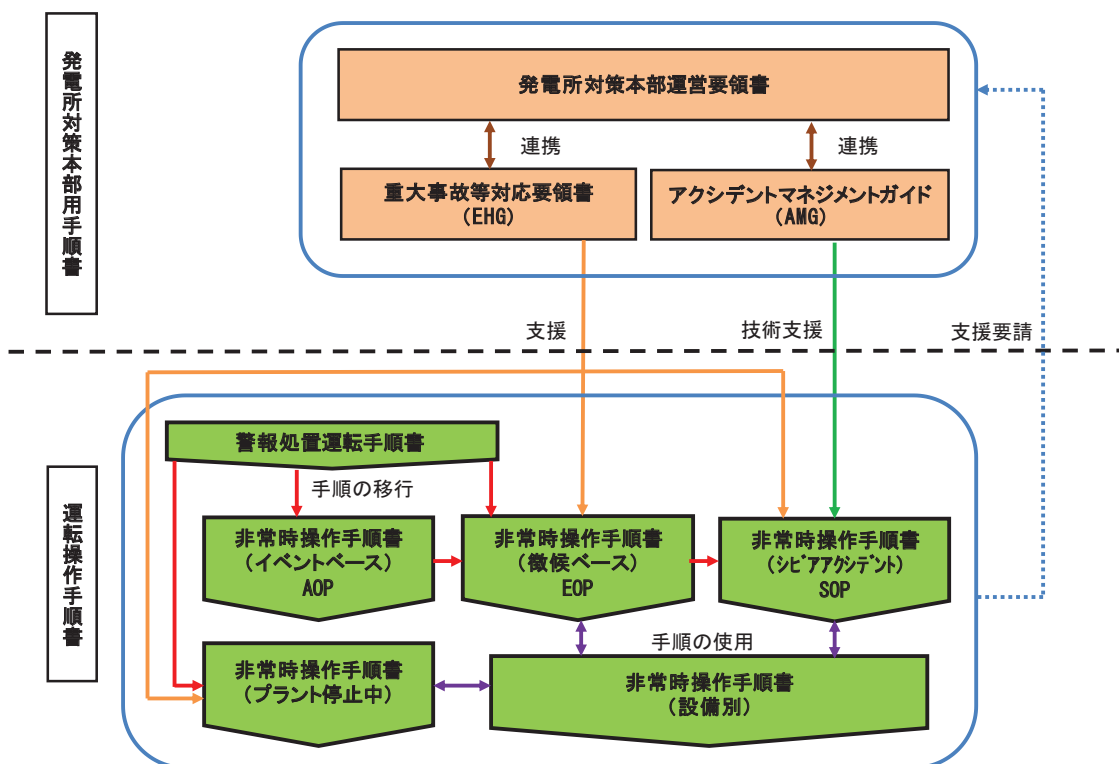 発電所対策本部用手順書
発電所対策本部運営要領書
連携
連携
重大事故等対応要領書
(EHG)
アクシデントマネジメントガイド
(AMG)
支援
技術支援
支援要請
運転操作手順書
警報処置運転手順書
手順の移行
非常時操作手順書
(イベントベース)
AOP
非常時操作手順書
(徴候ベース)
EOP
非常時操作手順書
(シビアアクシデント)
SOP
手順の使用
非常時操作手順書
(プラント停止中)
非常時操作手順書
(設備別)